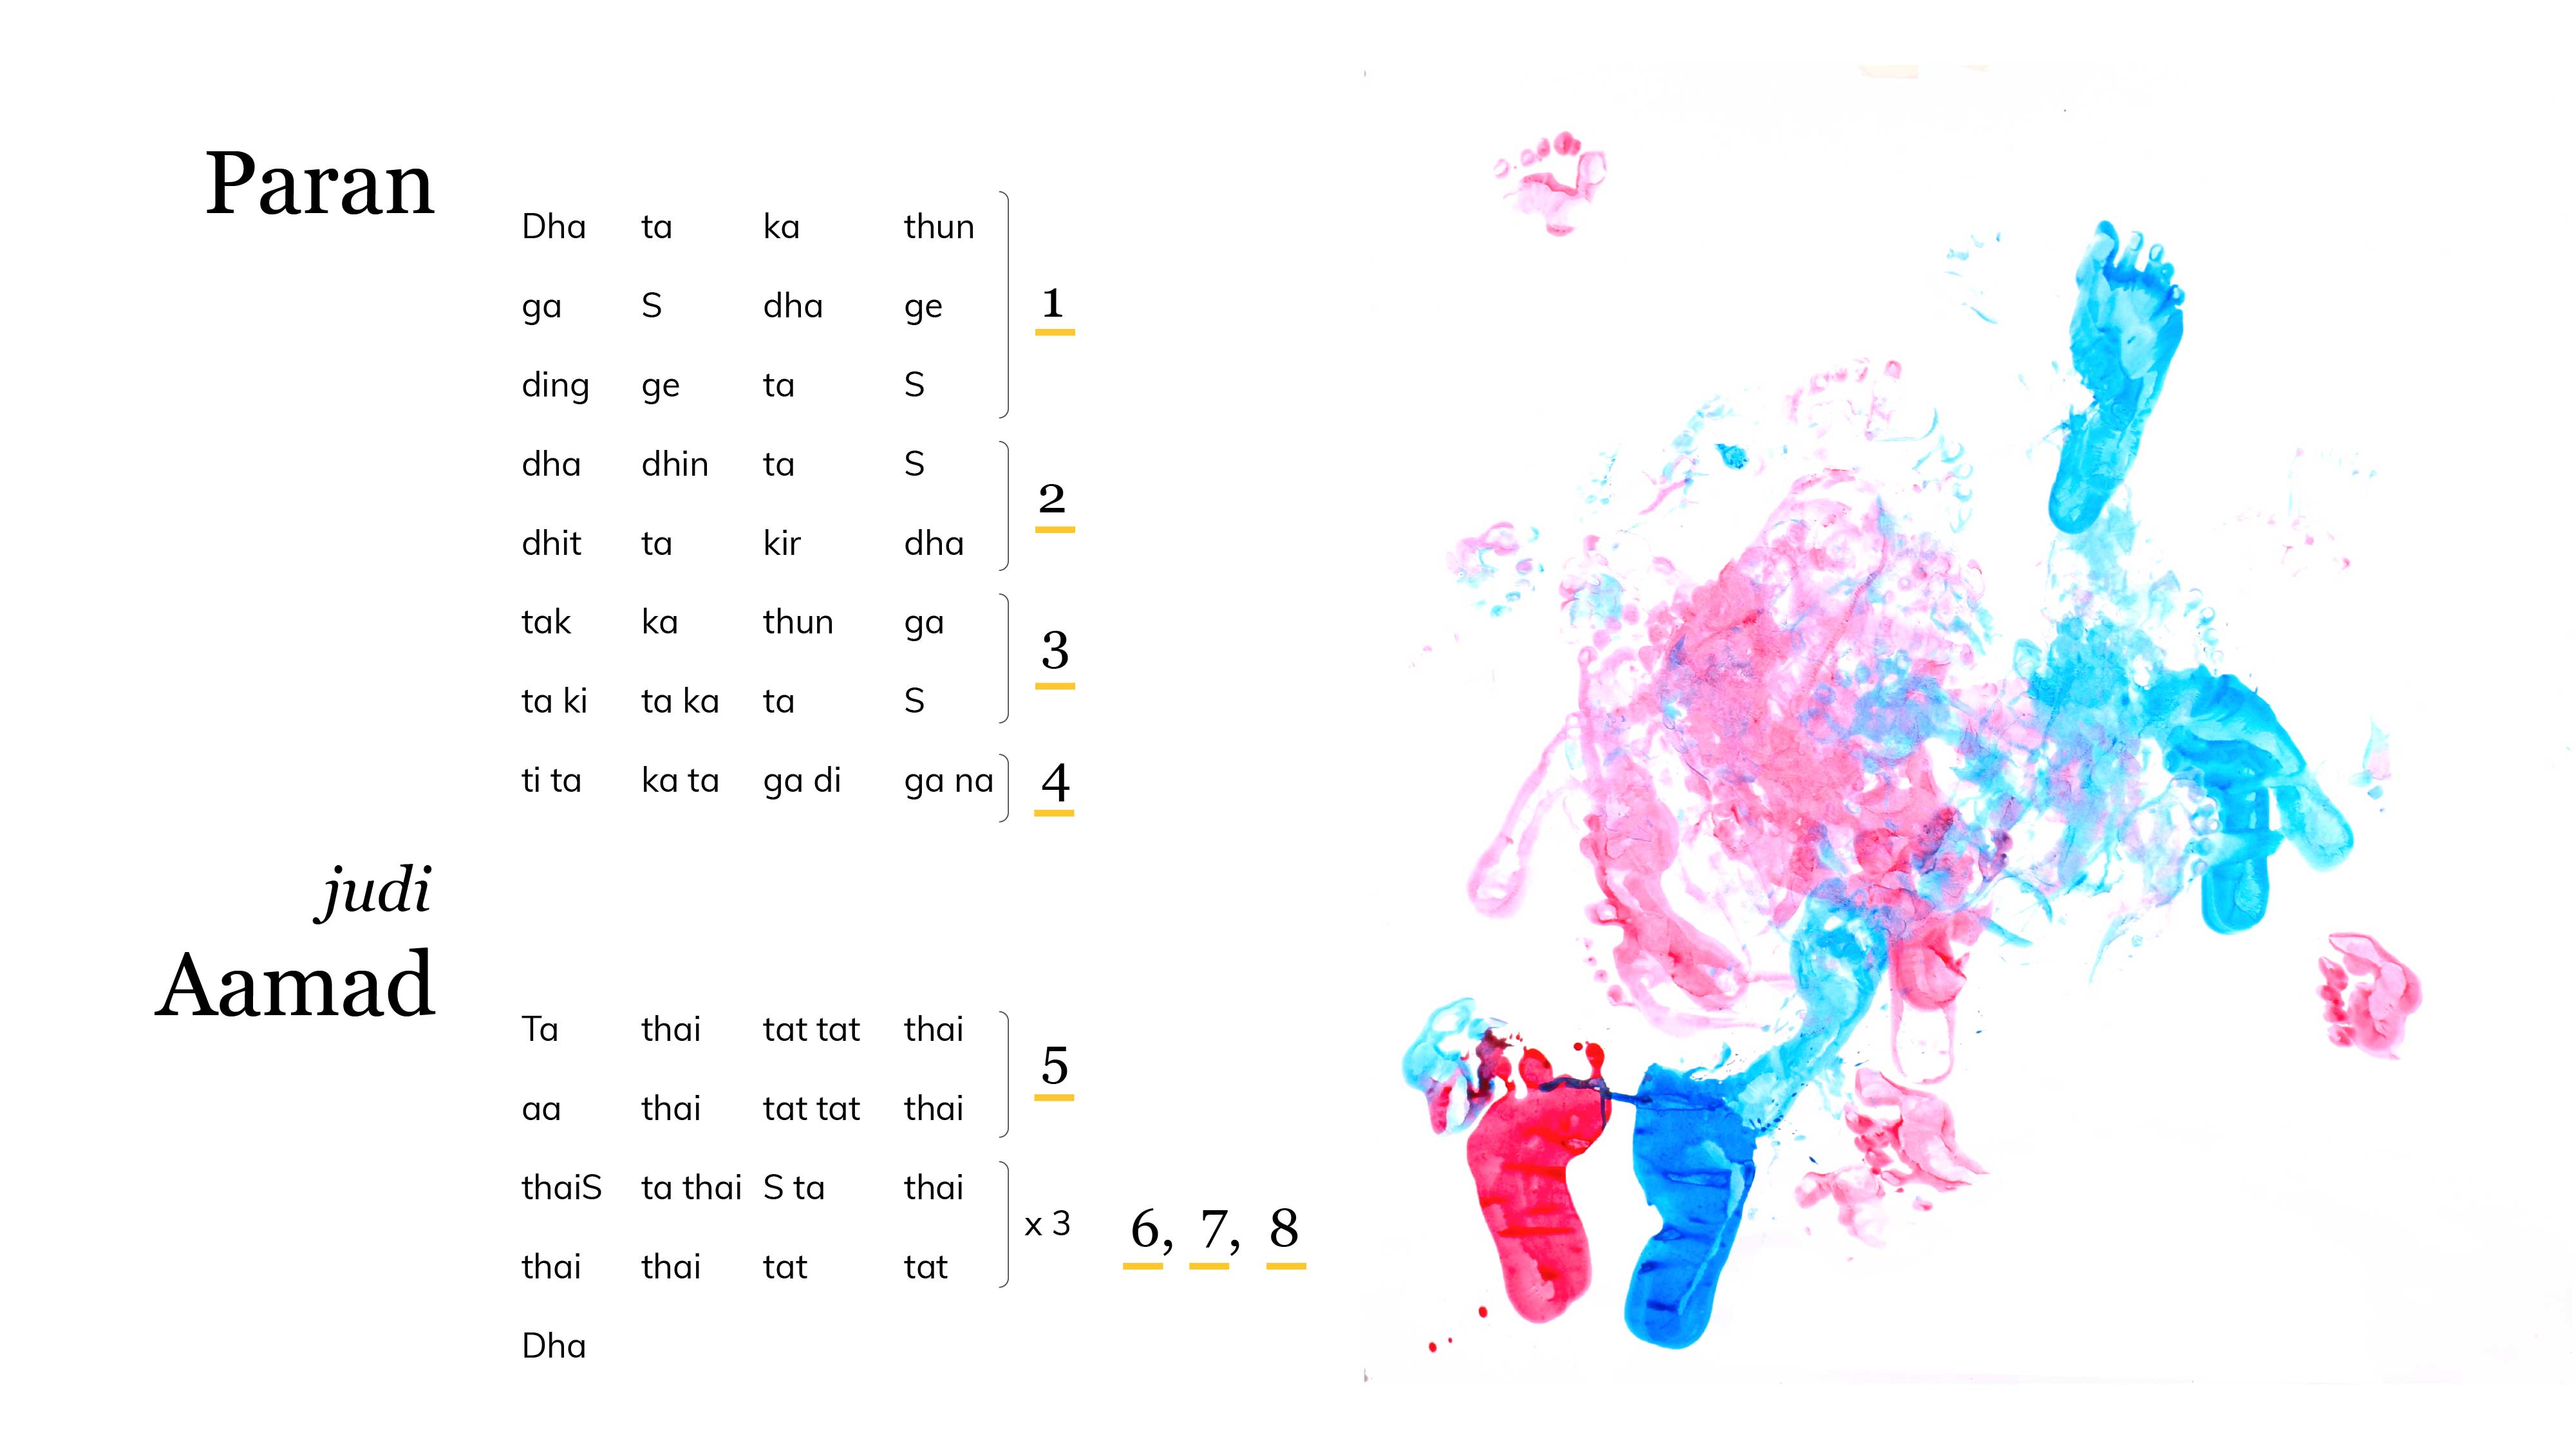 Paran
Dha ta ka thun
ga S dha ge
ding ge ta S
1
dha dhin ta S
dhit ta kir dha
2
tak ka thun ga
ta ki ta ka ta S
3
ti ta ka ta ga di ga na
4
judi
Aamad
Ta thai tat tat thai
aa thai tat tat thai
5
thaiS ta thai S ta thai
thai thai tat tat
x 3 6, 7, 8
Dha